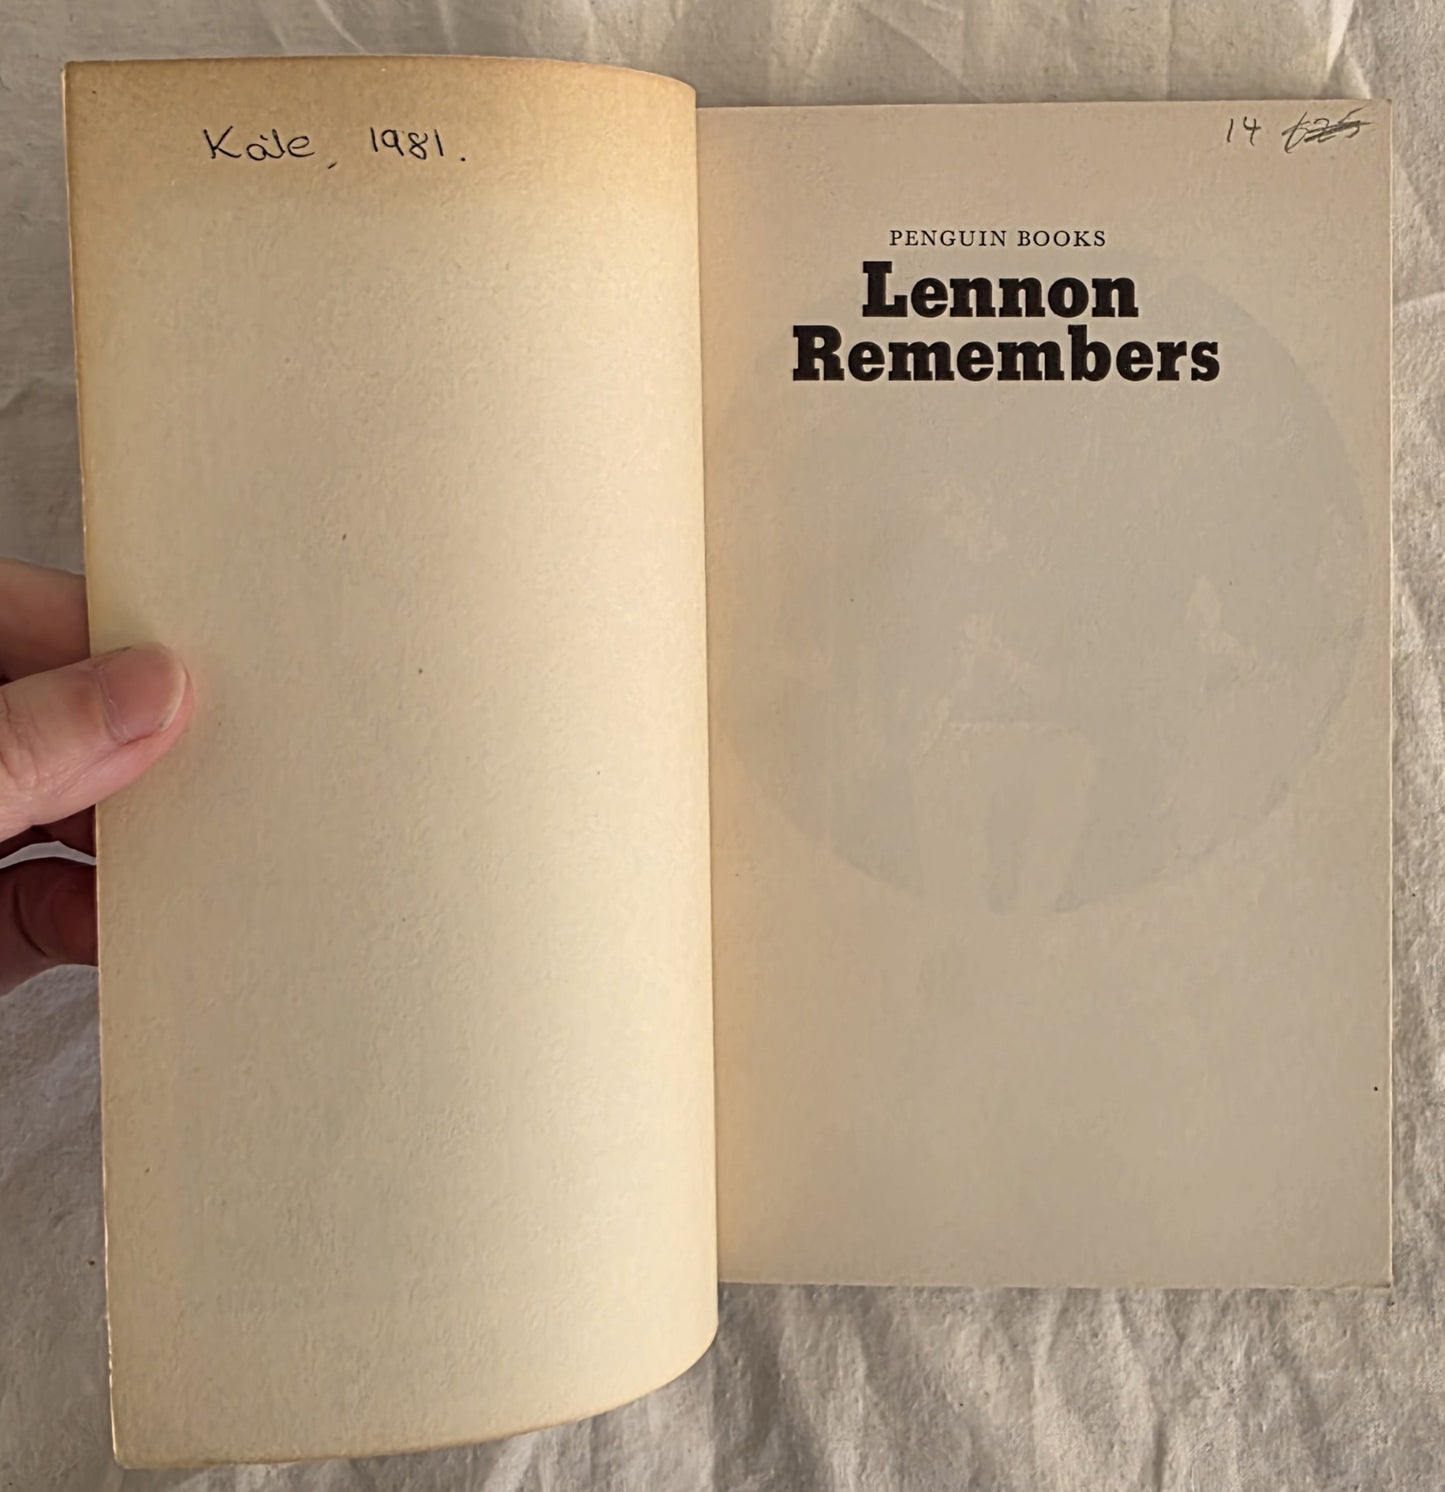 Kate, 1981.
14
PENGUIN BOOKS
Lennon
Remembers